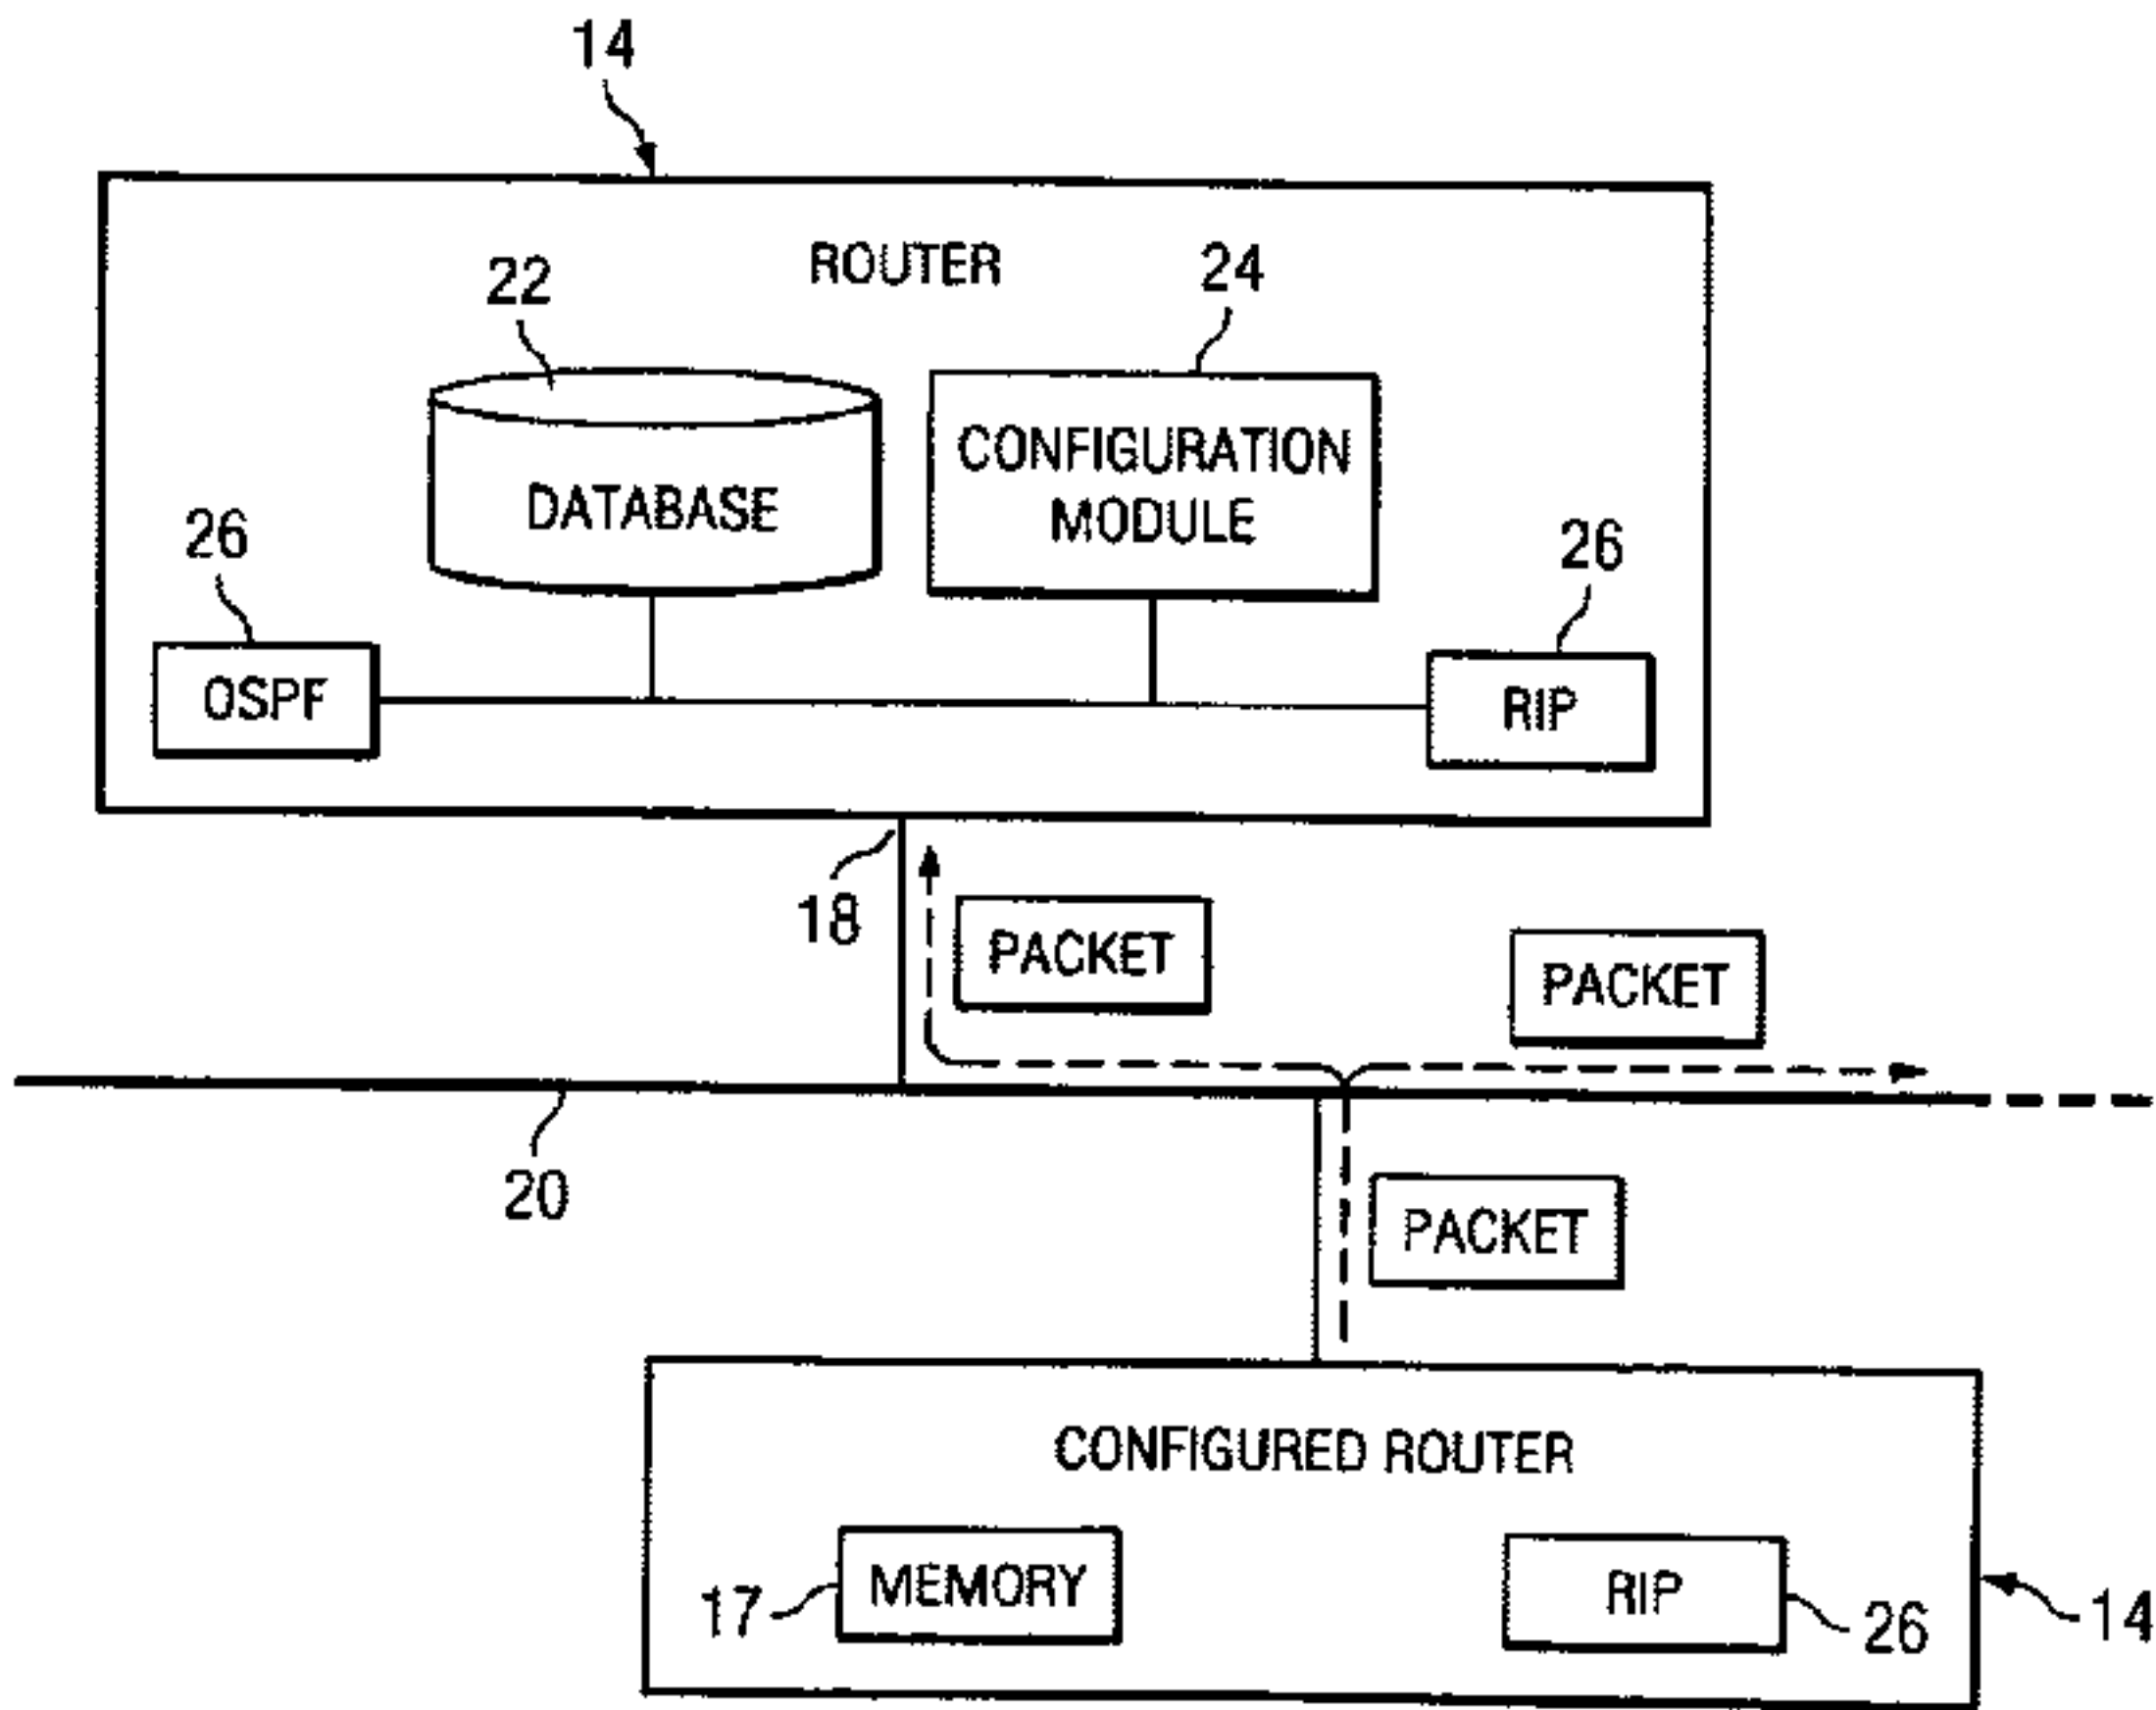 14
ROUTER
22
24
DATABASE
CONFIGURATION
MODULE
26
26
OSPF
RIP
18
PACKET
PACKET
20
PACKET
CONFIGURED ROUTER
17
MEMORY
RIP
26
14